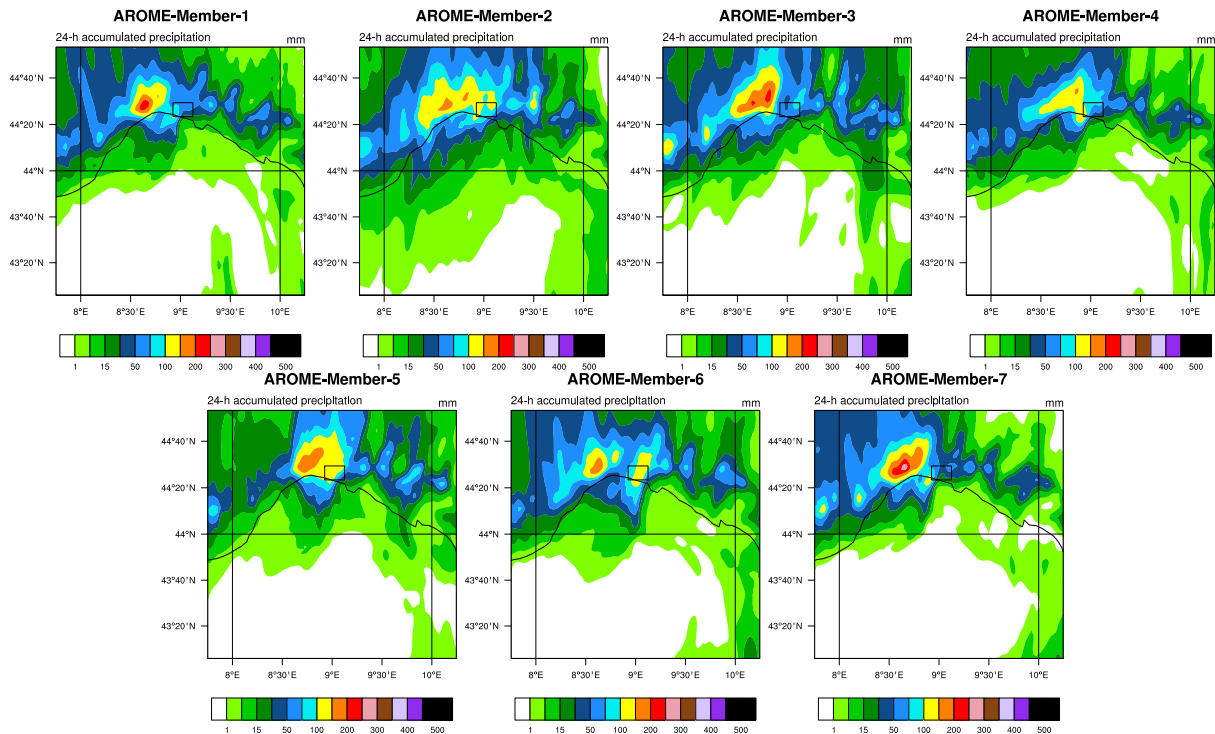 AROME-Member-1 AROME-Member-2 AROME-Member-3 AROME-Member-4
24-h accumulated precipitation mm 24-h accumulated precipitation mm 24-h accumulated precipitation mm 24-h accumulated precipitation mm
44°40'N 44°40'N 44°40'N 44°40'N
44°20'N 44°20'N 44°20'N 44°20'N
44°N 44°N 44°N 44°N
43°40'N 43°40'N 43°40'N 43°40'N
43°20'N 43°20'N 43°20'N 43°20'N
8°E 8°30'E 9°E 9°30'E 10°E 8°E 8°30'E 9°E 9°30'E 10°E 8°E 8°30'E 9°E 9°30'E 10°E 8°E 8°30'E 9°E 9°30'E 10°E
1 15 50 100 200 300 400 500 1 15 50 100 200 300 400 500 1 15 50 100 200 300 400 500 1 15 50 100 200 300 400 500
AROME-Member-5 AROME-Member-6 AROME-Member-7
24-h accumulated precipitation mm 24-h accumulated precipitation mm 24-h accumulated precipitation mm
44°40'N 44°40'N 44°40'N
44°20'N 44°20'N 44°20'N
44°N 44°N 44°N
43°40'N 43°40'N 43°40'N
43°20'N 43°20'N 43°20'N
8°E 8°30'E 9°E 9°30'E 10°E 8°E 8°30'E 9°E 9°30'E 10°E 8°E 8°30'E 9°E 9°30'E 10°E
1 15 50 100 200 300 400 500 1 15 50 100 200 300 400 500 1 15 50 100 200 300 400 500